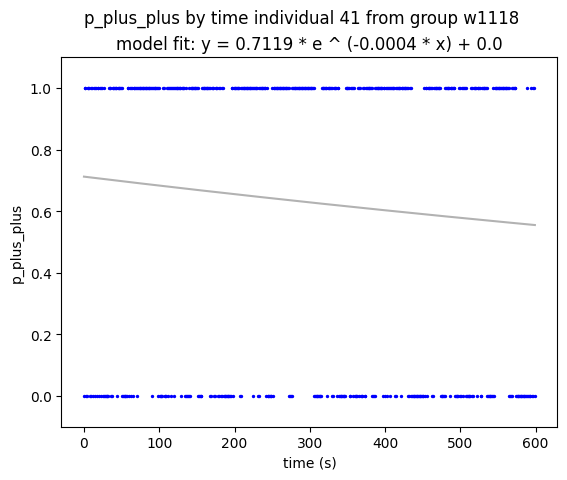 p_plus_plus by time individual 41 from group w1118
model fit: y = 0.7119 * e ^ (-0.0004 * x) + 0.0
1.0
0.8
0.6
0.4
0.2
0.0
p_plus_plus
0 100 200 300 400 500 600
time (s)